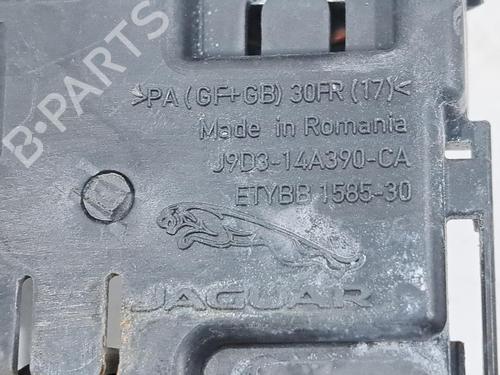 B-PARTS
>PA (GF+GB) 30FR (17)<
Made in Romania
J9D3-14A390-CA
ETYBB 1585-30
JAGUAR